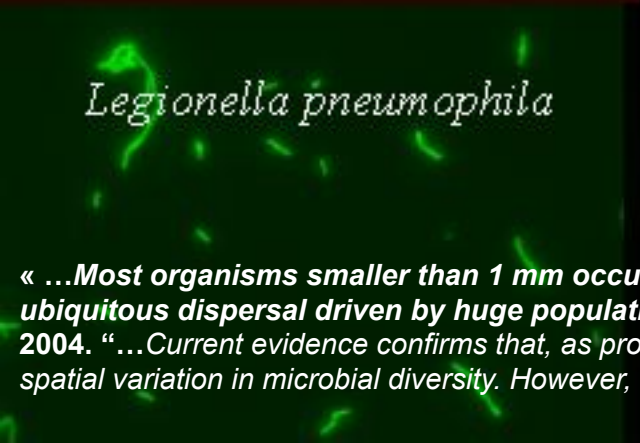 Legionella pneumophila
« …Most organisms smaller than 1 mm occu
ubiquitous dispersal driven by huge populati
2004. “…Current evidence confirms that, as pro
spatial variation in microbial diversity. However,